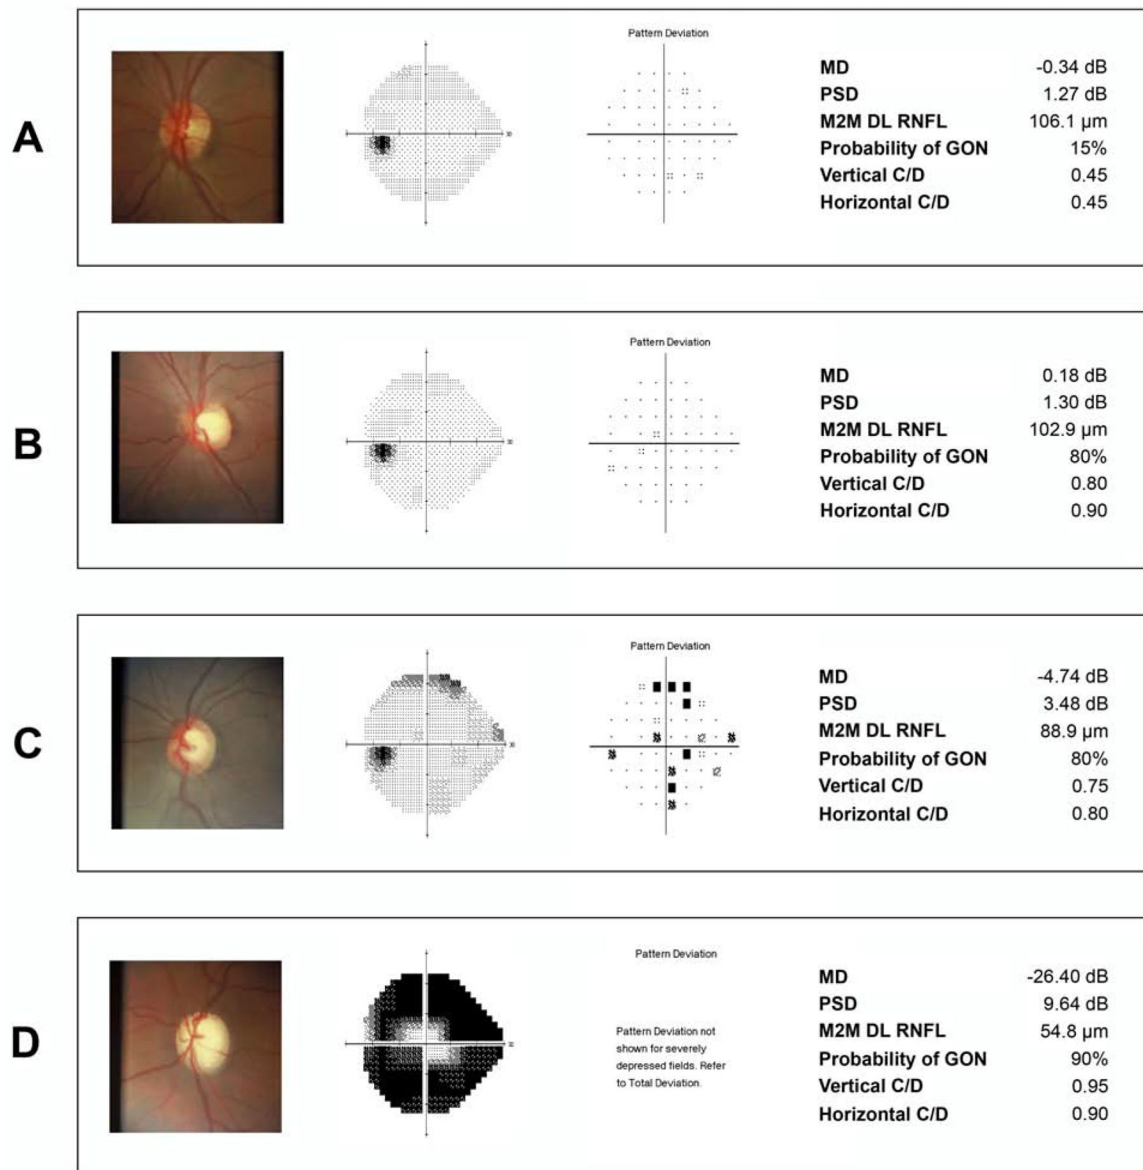 A
Pattern Deviation
30
MD -0.34 dB
PSD 1.27 dB
M2M DL RNFL 106.1 µm
Probability of GON 15%
Vertical C/D 0.45
Horizontal C/D 0.45
B
Pattern Deviation
30
MD 0.18 dB
PSD 1.30 dB
M2M DL RNFL 102.9 µm
Probability of GON 80%
Vertical C/D 0.80
Horizontal C/D 0.90
C
Pattern Deviation
30
MD -4.74 dB
PSD 3.48 dB
M2M DL RNFL 88.9 µm
Probability of GON 80%
Vertical C/D 0.75
Horizontal C/D 0.80
D
Pattern Deviation
30
Pattern Deviation not
shown for severely
depressed fields. Refer
to Total Deviation.
MD -26.40 dB
PSD 9.64 dB
M2M DL RNFL 54.8 µm
Probability of GON 90%
Vertical C/D 0.95
Horizontal C/D 0.90